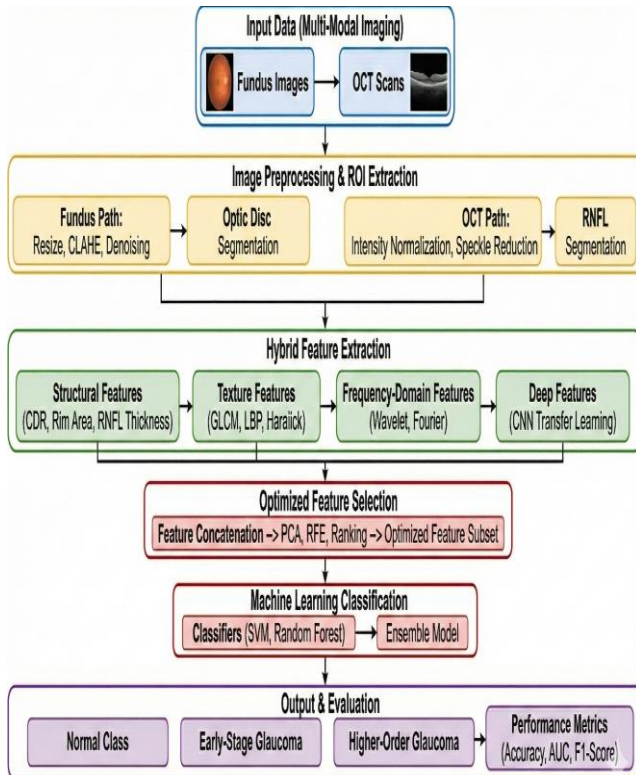 Input Data (Multi-Modal Imaging)
Fundus Images
OCT Scans
Image Preprocessing & ROI Extraction
Fundus Path:
Resize, CLAHE, Denoising
Optic Disc
Segmentation
OCT Path:
Intensity Normalization, Speckle Reduction
RNFL
Segmentation
Hybrid Feature Extraction
Structural Features
(CDR, Rim Area, RNFL Thickness)
Texture Features
(GLCM, LBP, Haraiick)
Frequency-Domain Features
(Wavelet, Fourier)
Deep Features
(CNN Transfer Learning)
Optimized Feature Selection
Feature Concatenation –> PCA, RFE, Ranking –> Optimized Feature Subset
Machine Learning Classification
Classifiers (SVM, Random Forest)
Ensemble Model
Output & Evaluation
Normal Class
Early-Stage Glaucoma
Higher-Order Glaucoma
Performance Metrics
(Accuracy, AUC, F1-Score)